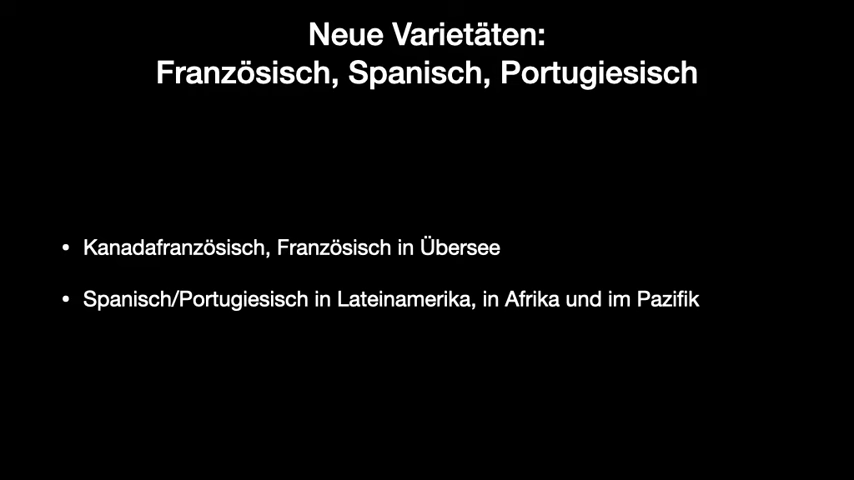 Neue Varietäten:
Französisch, Spanisch, Portugiesisch
• Kanadafranzösisch, Französisch in Übersee
• Spanisch/Portugiesisch in Lateinamerika, in Afrika und im Pazifik